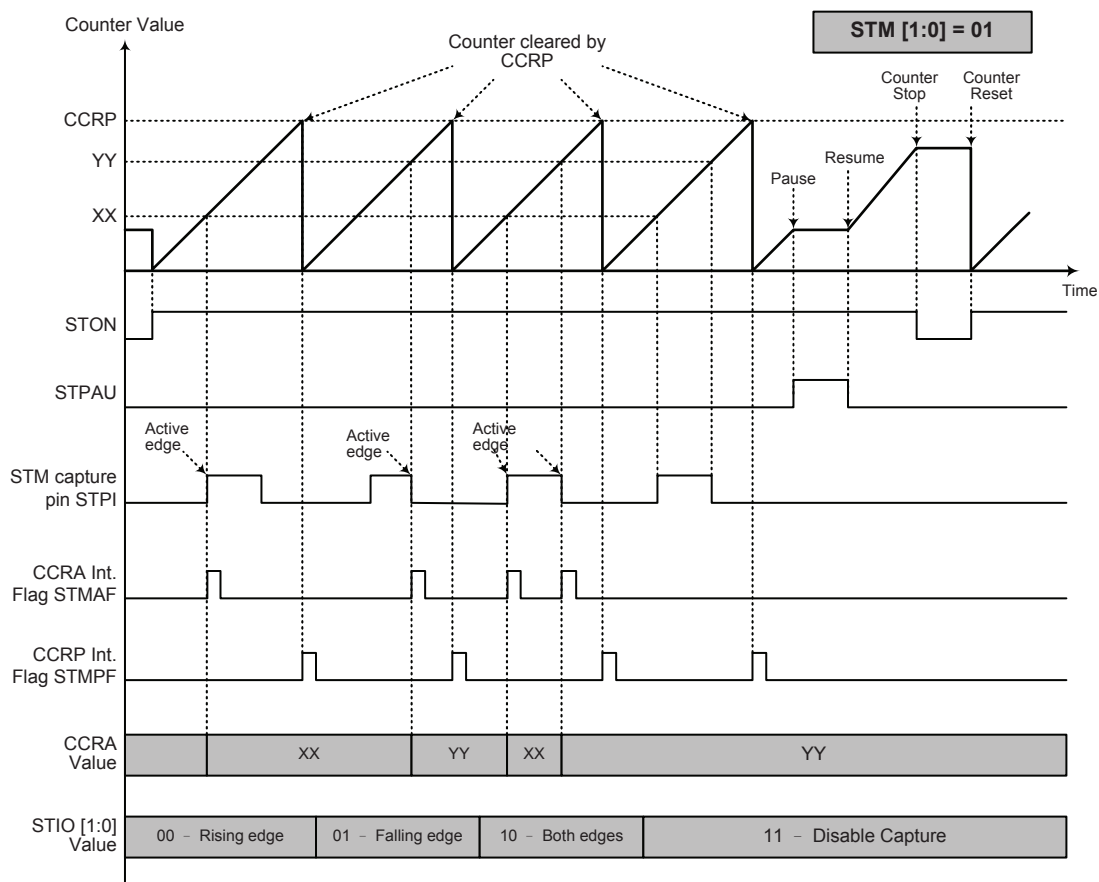 Counter Value
STM [1:0] = 01
Counter cleared by
CCRP
Counter
Stop
Counter
Reset
CCRP
YY
Resume
Pause
XX
Time
STON
STPAU
Active
edge
Active
edge
Active
edge
STM capture
pin STPI
CCRA Int.
Flag STMAF
CCRP Int.
Flag STMPF
CCRA
Value
XX
YY
XX
YY
STIO [1:0]
Value
00 – Rising edge
01 – Falling edge
10 – Both edges
11 – Disable Capture